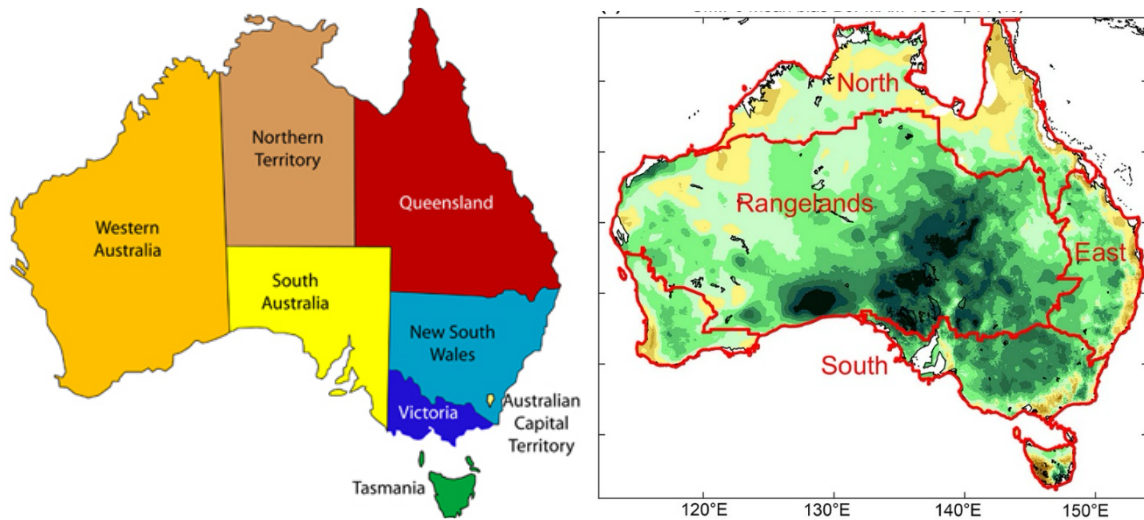 Northern
Territory
Queensland
Western
Australia
South
Australia
New South
Wales
Victoria
Australian
Capital
Territory
Tasmania
North
Rangelands
East
South
120°E
130°E
140°E
150°E